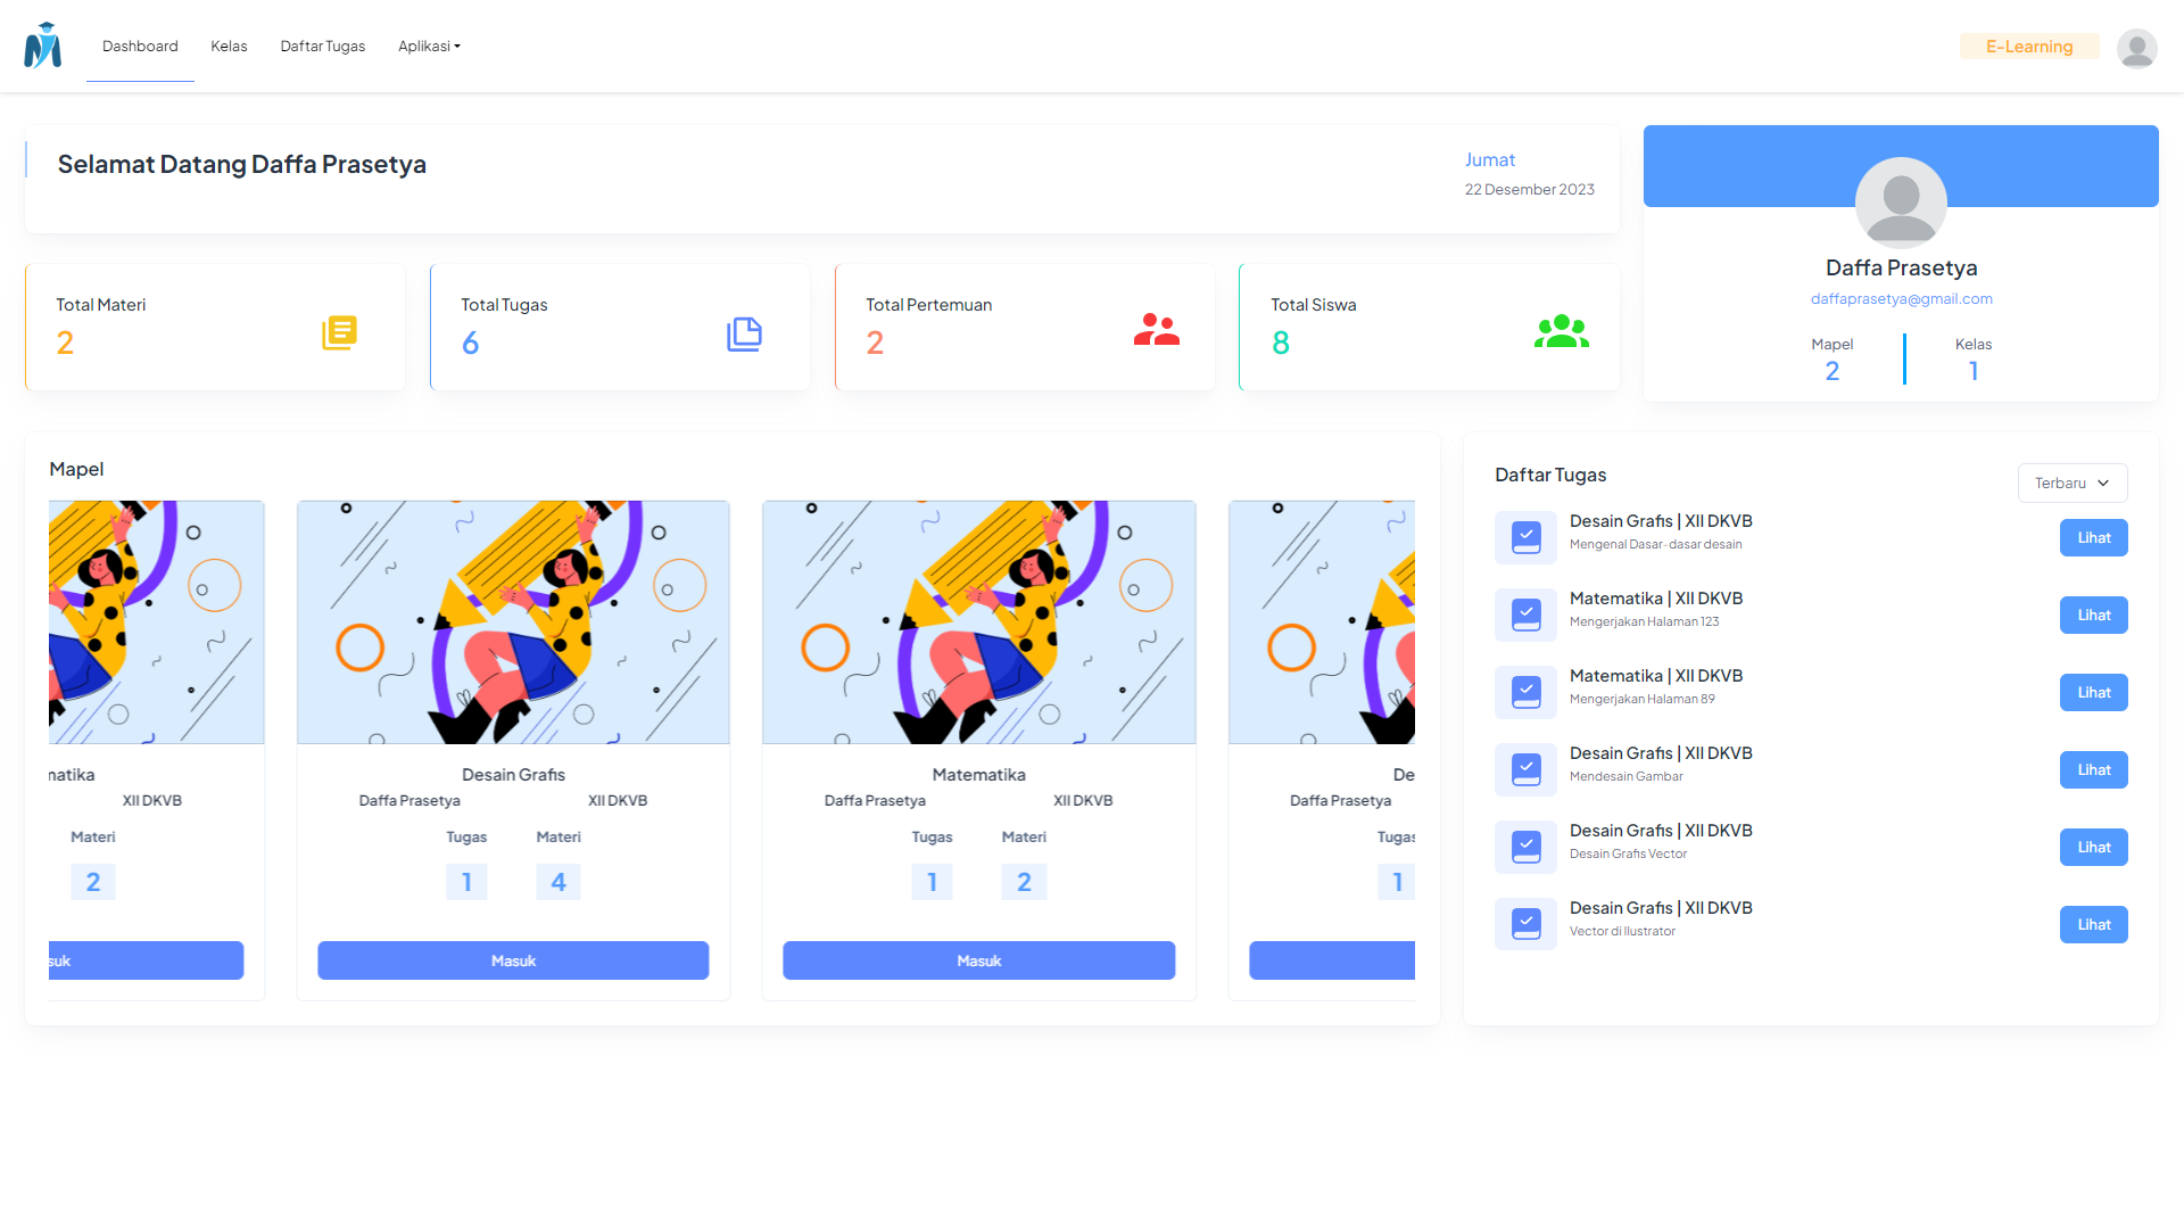 Dashboard
Kelas
Daftar Tugas
Aplikasi
E-Learning
Selamat Datang Daffa Prasetya
Jumat
22 Desember 2023
Total Materi
2
Total Tugas
6
Total Pertemuan
2
Total Siswa
8
Daffa Prasetya
daffaprasetya@gmail.com
Mapel
2
Kelas
1
Mapel
natika
XII DKVB
Materi
2
suk
Desain Grafis
Daffa Prasetya XII DKVB
Tugas Materi
1 4
Masuk
Matematika
Daffa Prasetya XII DKVB
Tugas Materi
1 2
Masuk
De
Daffa Prasetya
Tugas
1
Daftar Tugas
Terbaru
Desain Grafis | XII DKVB
Mengenal Dasar-dasar desain
Lihat
Matematika | XII DKVB
Mengerjakan Halaman 123
Lihat
Matematika | XII DKVB
Mengerjakan Halaman 89
Lihat
Desain Grafis | XII DKVB
Mendesain Gambar
Lihat
Desain Grafis | XII DKVB
Desain Grafis Vector
Lihat
Desain Grafis | XII DKVB
Vector di Ilustrator
Lihat